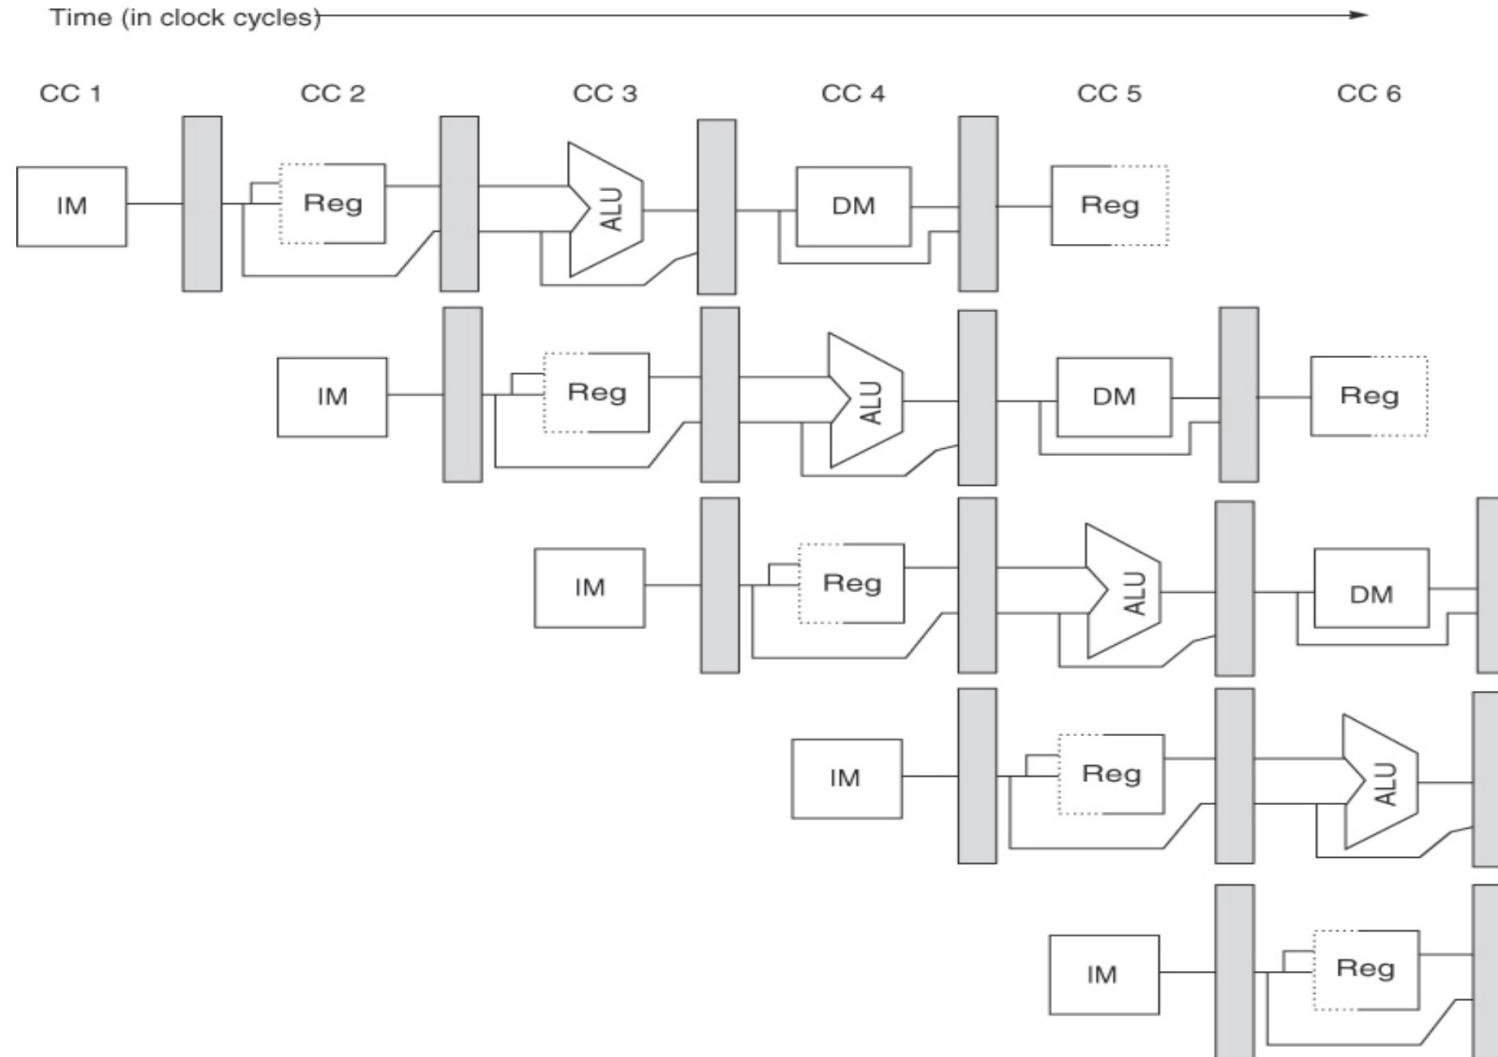 Time (in clock cycles)
CC 1 CC 2 CC 3 CC 4 CC 5 CC 6
IM Reg ALU DM Reg
IM Reg ALU DM Reg
IM Reg ALU DM
IM Reg ALU
IM Reg